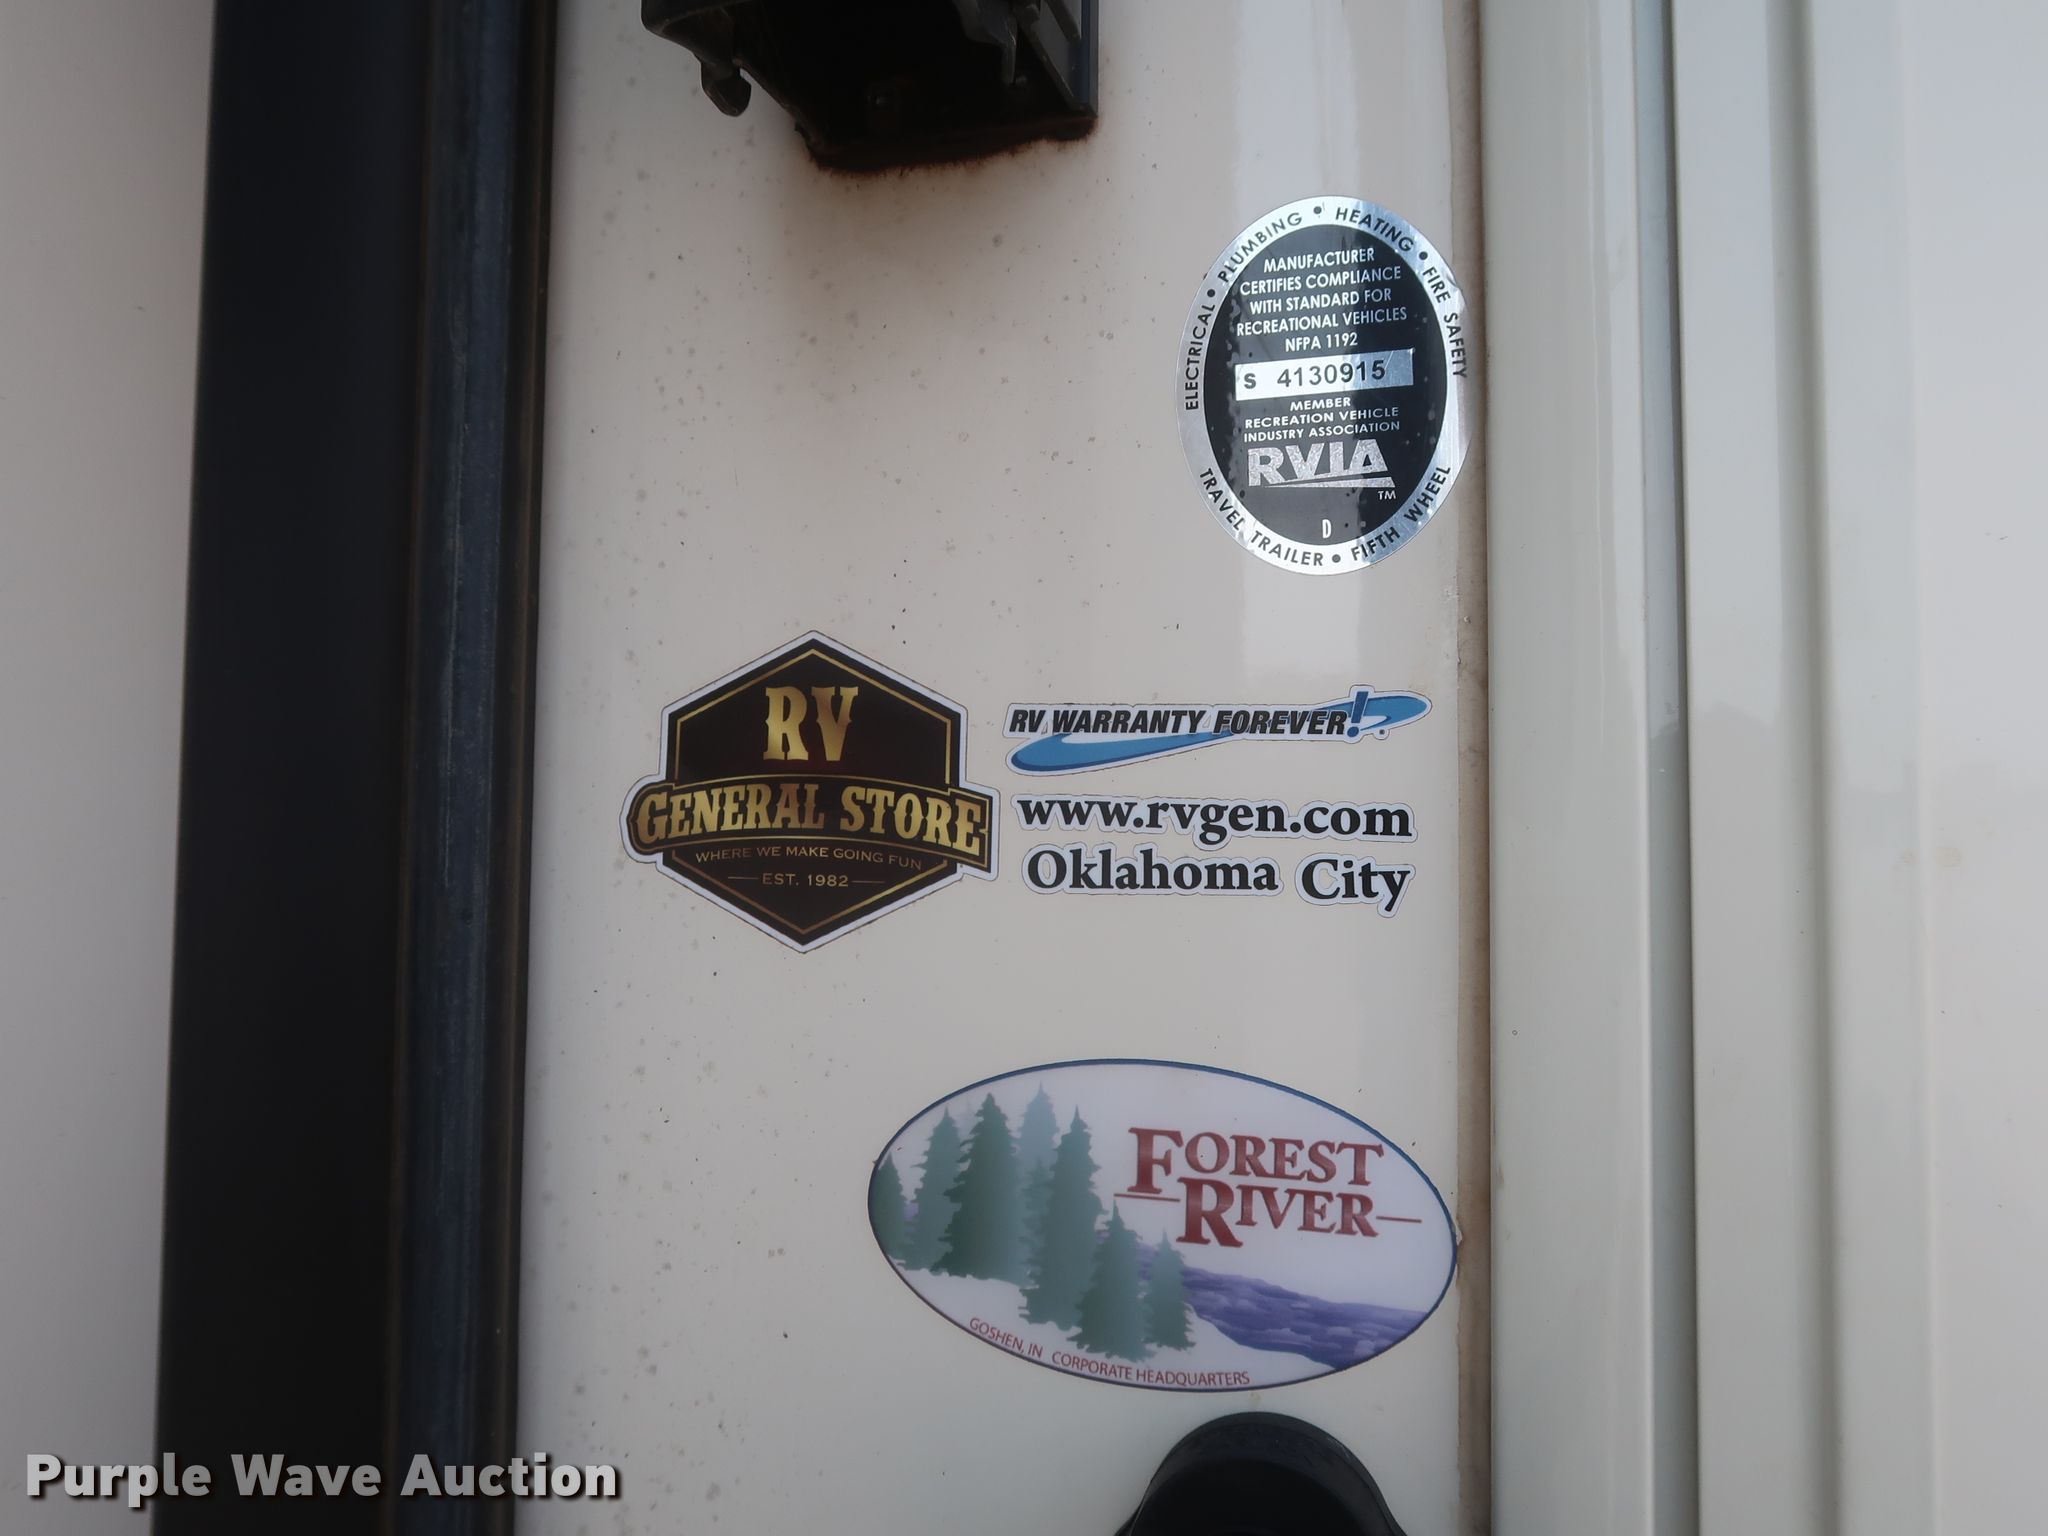 ELECTRICAL • PLUMBING • HEATING • FIRE SAFETY
MANUFACTURER
CERTIFIES COMPLIANCE
WITH STANDARD FOR
RECREATIONAL VEHICLES
NFPA 1192
S 4130915
MEMBER
RECREATION VEHICLE
INDUSTRY ASSOCIATION
RVIA
TM
D
TRAVEL TRAILER • FIFTH WHEEL
RV
GENERAL STORE
WHERE WE MAKE GOING FUN
EST. 1982
RV WARRANTY FOREVER!®
www.rvgen.com
Oklahoma City
FOREST
RIVER
GOSHEN, IN CORPORATE HEADQUARTERS
Purple Wave Auction